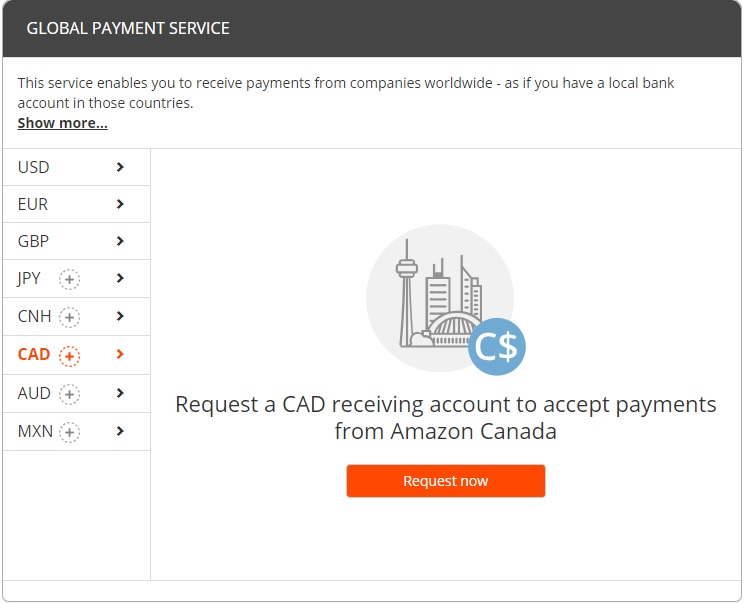 GLOBAL PAYMENT SERVICE
This service enables you to receive payments from companies worldwide - as if you have a local bank
account in those countries.
Show more...
USD
EUR
GBP
JPY
CNH
CAD
AUD
MXN
C$
Request a CAD receiving account to accept payments
from Amazon Canada
Request now